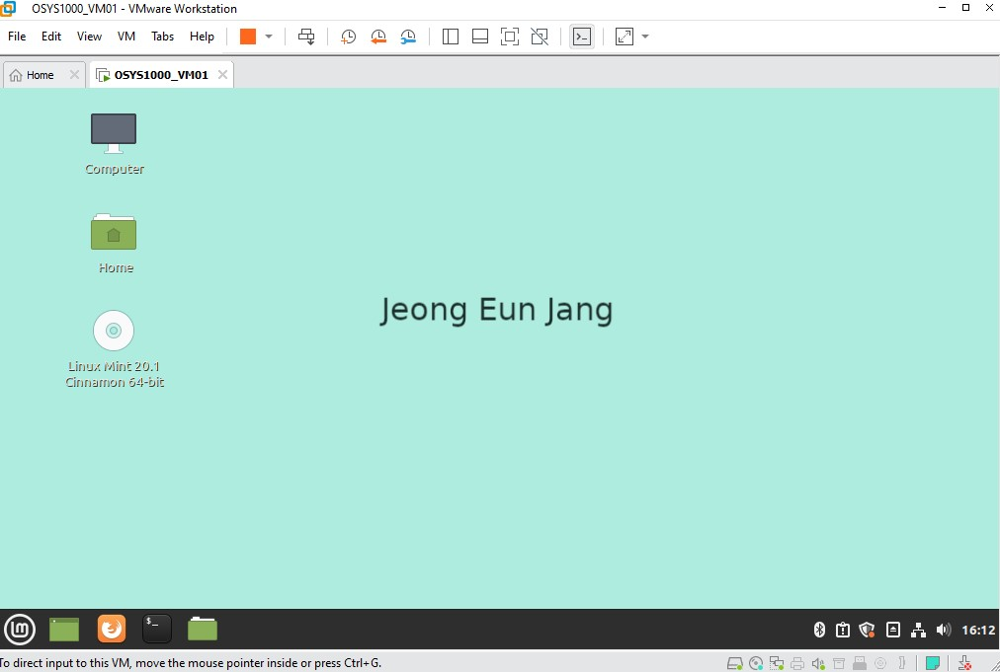 OSYS1000_VM01 - VMware Workstation
File Edit View VM Tabs Help
Home OSYS1000_VM01
Computer
Home
Linux Mint 20.1
Cinnamon 64-bit
Jeong Eun Jang
lm $_ 16:12
To direct input to this VM, move the mouse pointer inside or press Ctrl+G.